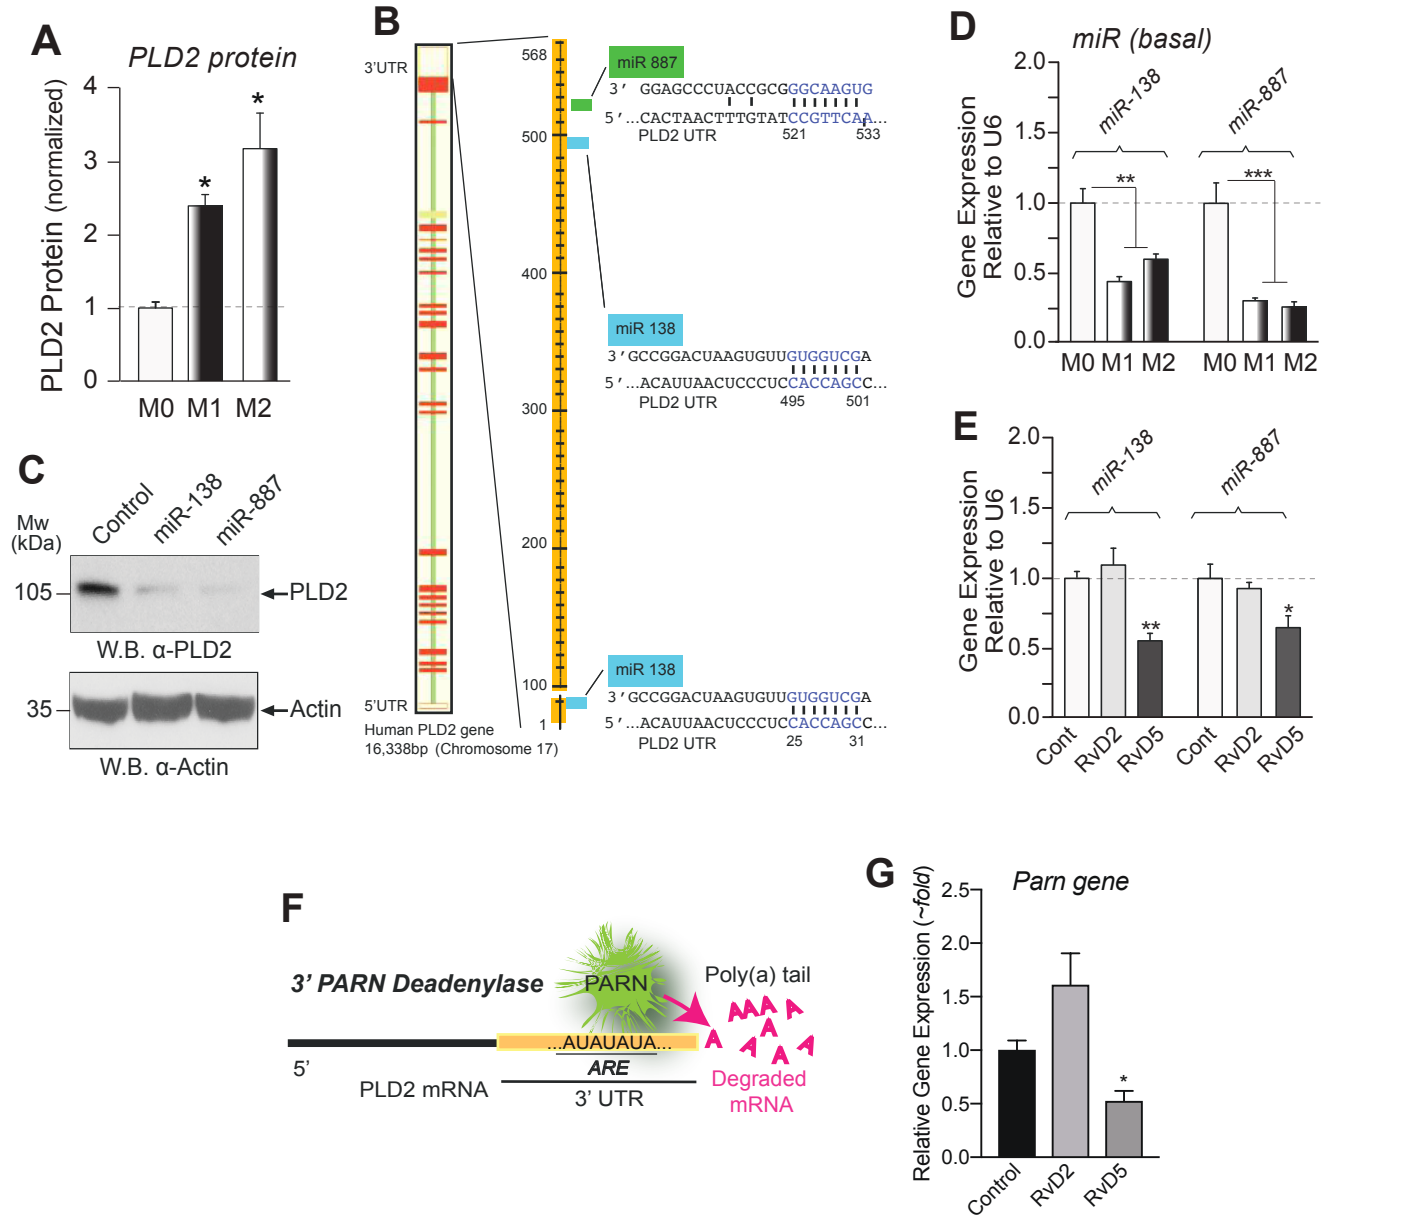 A
PLD2 protein
PLD2 Protein (normalized)
4
3
2
1
0
M0 M1 M2
* *
B
3'UTR
5'UTR
Human PLD2 gene
16,338bp (Chromosome 17)
568
500
400
300
200
100
1
miR 887
3' GGAGCCCUACCGCGGGCAAGUG
5'...CACTAACTTTGTATCCGTTCAA...
PLD2 UTR 521 533
miR 138
3'GCCGGACUAAGUGUUGUGGUCGA
5'...ACAUUAACUCCCUCCACCAGCC...
PLD2 UTR 495 501
miR 138
3'GCCGGACUAAGUGUUGUGGUCGA
5'...ACAUUAACUCCCUCCACCAGCC...
PLD2 UTR 25 31
C
Mw
(kDa)
Control
miR-138
miR-887
105
PLD2
W.B. α-PLD2
35
Actin
W.B. α-Actin
D
miR (basal)
Gene Expression
Relative to U6
2.0
1.5
1.0
0.5
0.0
miR-138
miR-887
** ***
M0 M1 M2 M0 M1 M2
E
Gene Expression
Relative to U6
2.0
1.5
1.0
0.5
0.0
miR-138
miR-887
** *
Cont RvD2 RvD5 Cont RvD2 RvD5
F
3' PARN Deadenylase
PARN
Poly(a) tail
AAAA A
A A A A A
...AUAUAUA...
ARE
5'
PLD2 mRNA
3' UTR
Degraded
mRNA
G
Parn gene
Relative Gene Expression (~fold)
2.5
2.0
1.5
1.0
0.5
0.0
*
Control RvD2 RvD5